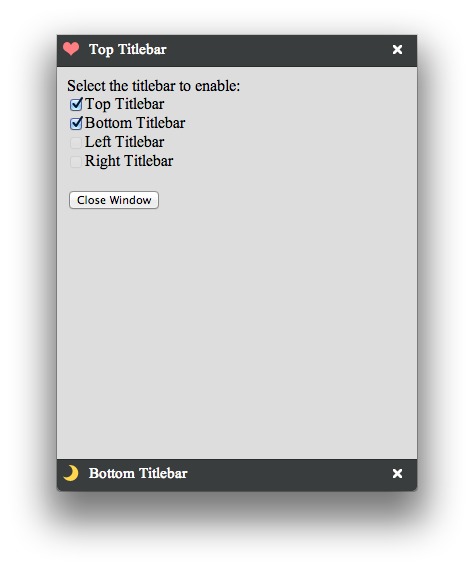 Top Titlebar
Select the titlebar to enable:
Top Titlebar
Bottom Titlebar
Left Titlebar
Right Titlebar
Close Window
Bottom Titlebar